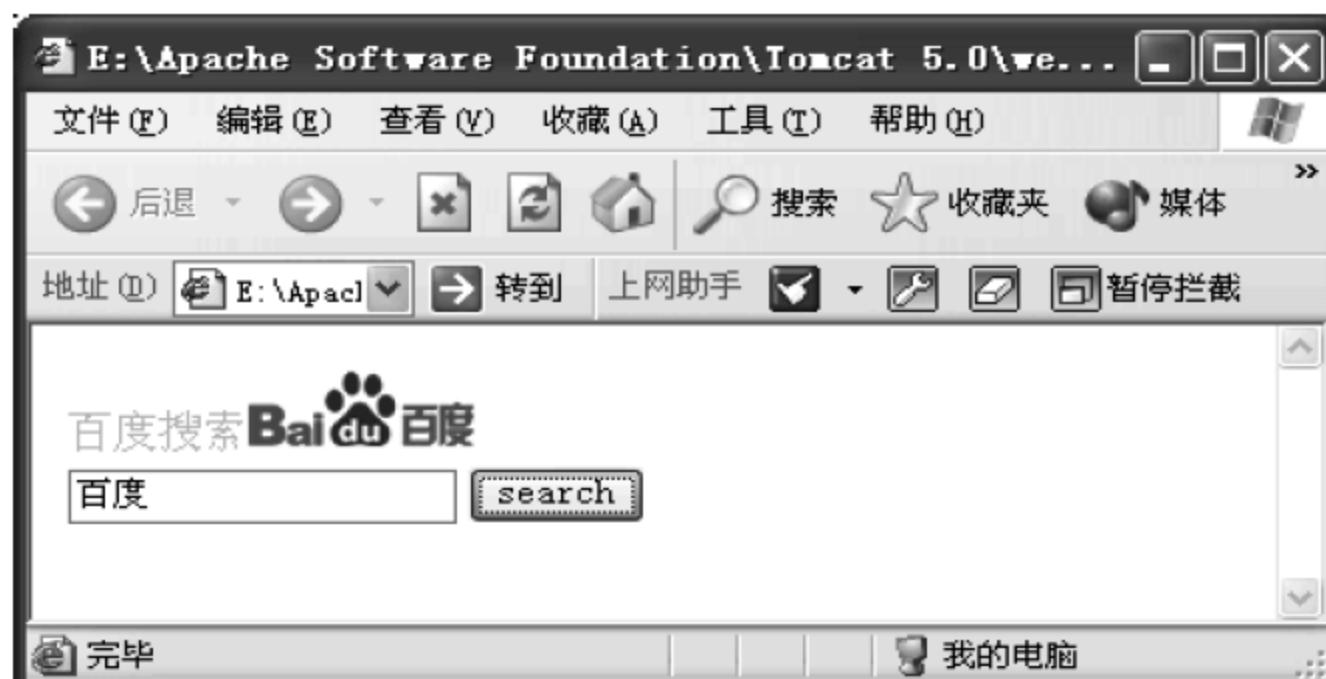 E:\Apache Software Foundation\Tomcat 5.0\we...
文件(F) 编辑(E) 查看(V) 收藏(A) 工具(T) 帮助(H)
后退 搜索 收藏夹 媒体 »
地址(D) E:\Apacl 转到 上网助手 暂停拦截
百度搜索Bai du 百度
百度 search
完毕 我的电脑